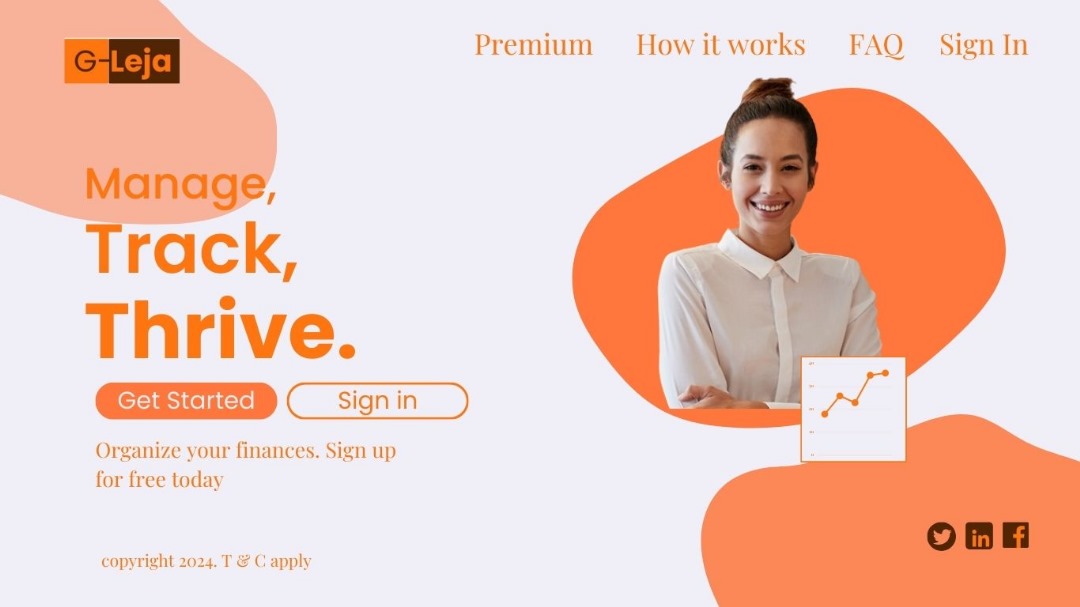 G-Leja
Premium How it works FAQ Sign In
Manage,
Track,
Thrive.
Get Started Sign in
Organize your finances. Sign up
for free today
copyright 2024. T & C apply
in